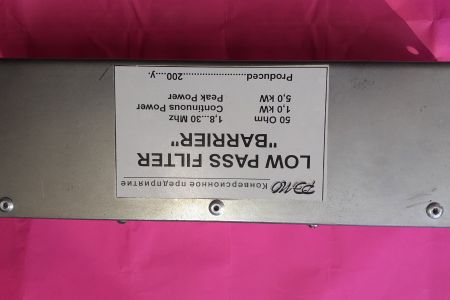 Конверсионное предприятие
LOW PASS FILTER
"BARRIER"
50 Ohm 1,8...30 Mhz
1,0 kW Continuous Power
5,0 kW Peak Power
Produced......................200....y.